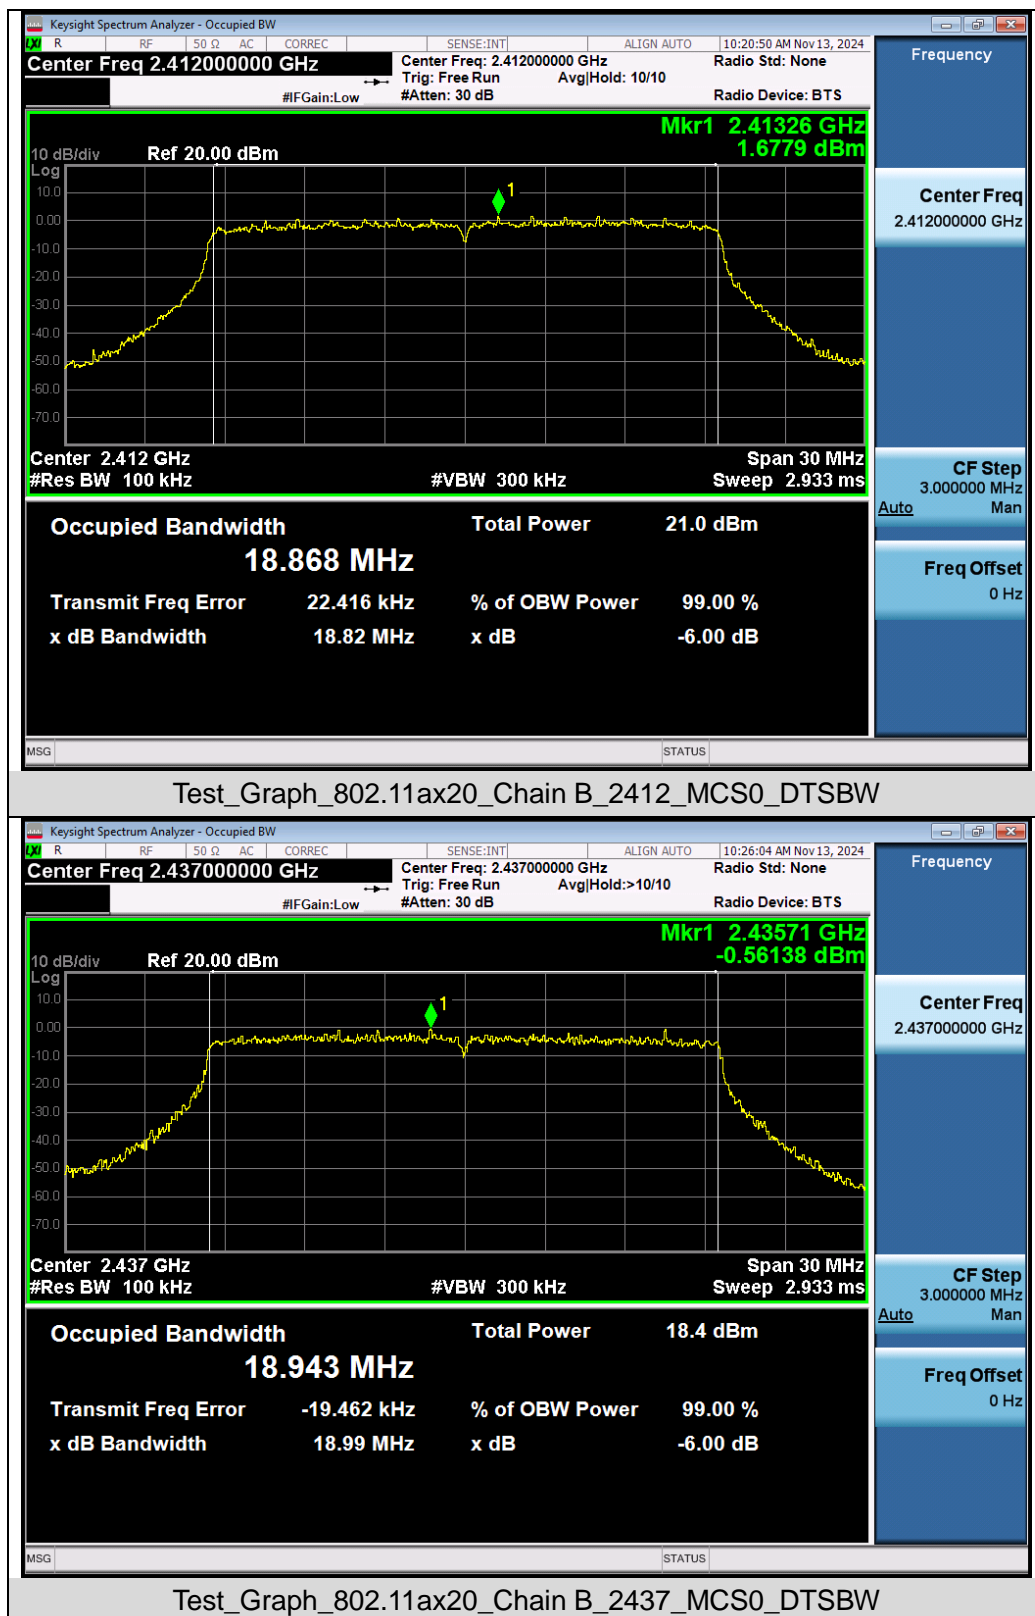 Keysight Spectrum Analyzer - Occupied BW
LXI R RF 50 Ω AC CORREC SENSE:INT ALIGN AUTO 10:20:50 AM Nov 13, 2024
Center Freq 2.412000000 GHz Center Freq: 2.412000000 GHz Radio Std: None
Trig: Free Run Avg|Hold: 10/10
#IFGain:Low #Atten: 30 dB Radio Device: BTS
Frequency
Mkr1 2.41326 GHz
1.6779 dBm
10 dB/div Ref 20.00 dBm
Log
10.0
0.00
-10.0
-20.0
-30.0
-40.0
-50.0
-60.0
-70.0
1
Center 2.412 GHz Span 30 MHz
#Res BW 100 kHz #VBW 300 kHz Sweep 2.933 ms
Center Freq
2.412000000 GHz
CF Step
3.000000 MHz
Auto Man
Freq Offset
0 Hz
Occupied Bandwidth Total Power 21.0 dBm
18.868 MHz
Transmit Freq Error 22.416 kHz % of OBW Power 99.00 %
x dB Bandwidth 18.82 MHz x dB -6.00 dB
MSG STATUS
Test_Graph_802.11ax20_Chain B_2412_MCS0_DTSBW
Keysight Spectrum Analyzer - Occupied BW
LXI R RF 50 Ω AC CORREC SENSE:INT ALIGN AUTO 10:26:04 AM Nov 13, 2024
Center Freq 2.437000000 GHz Center Freq: 2.437000000 GHz Radio Std: None
Trig: Free Run Avg|Hold:>10/10
#IFGain:Low #Atten: 30 dB Radio Device: BTS
Frequency
Mkr1 2.43571 GHz
-0.56138 dBm
10 dB/div Ref 20.00 dBm
Log
10.0
0.00
-10.0
-20.0
-30.0
-40.0
-50.0
-60.0
-70.0
1
Center 2.437 GHz Span 30 MHz
#Res BW 100 kHz #VBW 300 kHz Sweep 2.933 ms
Center Freq
2.437000000 GHz
CF Step
3.000000 MHz
Auto Man
Freq Offset
0 Hz
Occupied Bandwidth Total Power 18.4 dBm
18.943 MHz
Transmit Freq Error -19.462 kHz % of OBW Power 99.00 %
x dB Bandwidth 18.99 MHz x dB -6.00 dB
MSG STATUS
Test_Graph_802.11ax20_Chain B_2437_MCS0_DTSBW